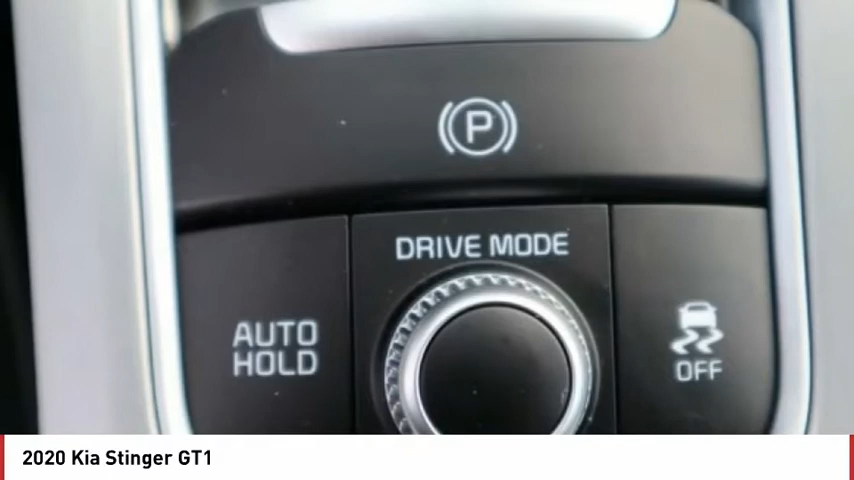 P
DRIVE MODE
AUTO
HOLD
OFF
2020 Kia Stinger GT1